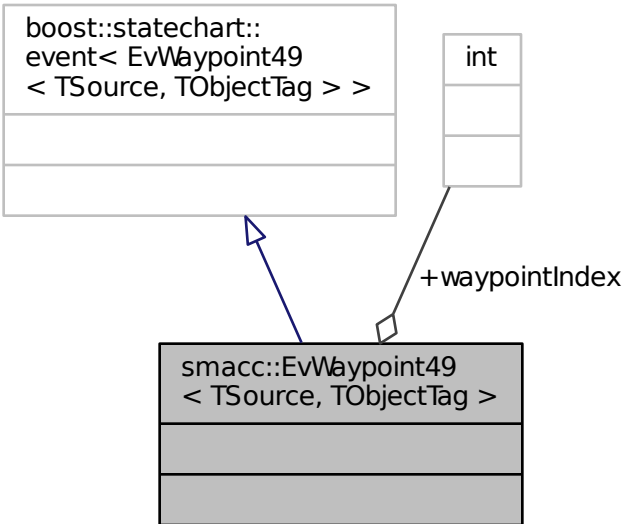 boost::statechart::
event< EvWaypoint49
< TSource, TObjectTag > >
int
+waypointIndex
smacc::EvWaypoint49
< TSource, TObjectTag >